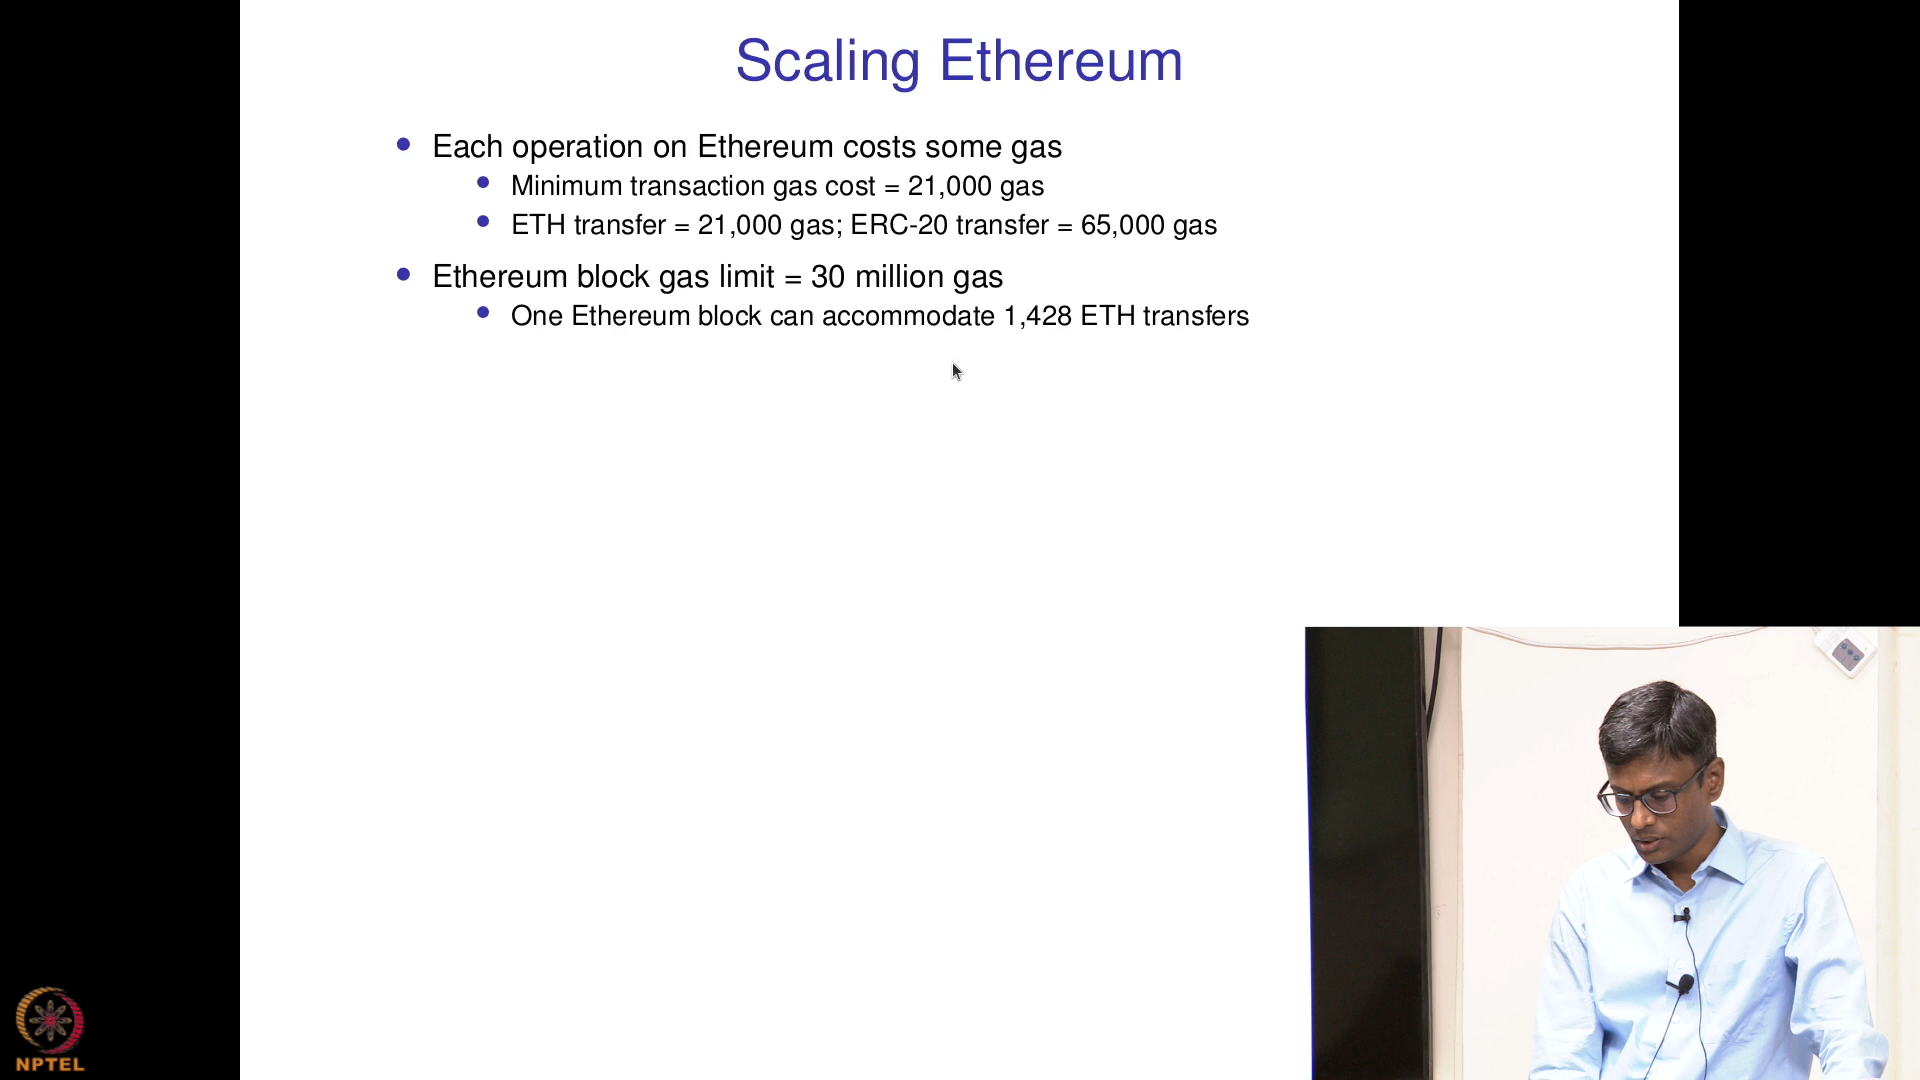 Scaling Ethereum
Each operation on Ethereum costs some gas
Minimum transaction gas cost = 21,000 gas
ETH transfer = 21,000 gas; ERC-20 transfer = 65,000 gas
Ethereum block gas limit = 30 million gas
One Ethereum block can accommodate 1,428 ETH transfers
NPTEL